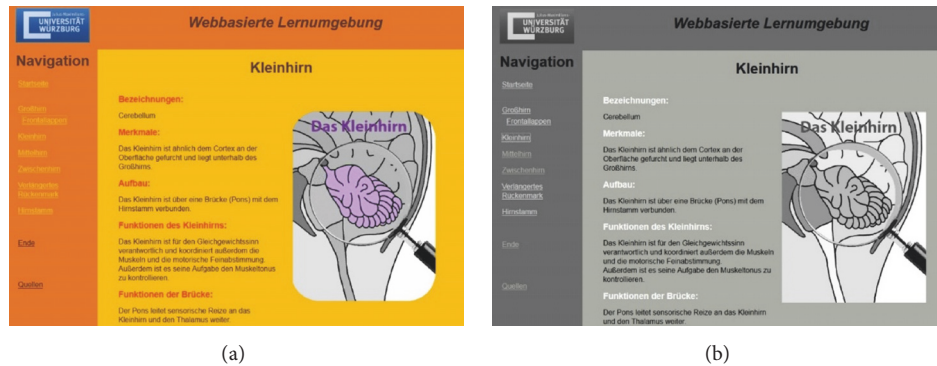 UNIVERSITÄT
WÜRZBURG
Webbasierte Lernumgebung
Navigation
Startseite
Großhirn
Frontallappen
Kleinhirn
Mittelhirn
Zwischenhirn
Verlängertes
Rückenmark
Hirnstamm
Ende
Quellen
Kleinhirn
Bezeichnungen:
Cerebellum
Merkmale:
Das Kleinhirn ist ähnlich dem Cortex an der
Oberfläche gefurcht und liegt unterhalb des
Großhirns.
Aufbau:
Das Kleinhirn ist über eine Brücke (Pons) mit dem
Hirnstamm verbunden.
Funktionen des Kleinhirns:
Das Kleinhirn ist für den Gleichgewichtssinn
verantwortlich und koordiniert außerdem die Muskeln
und die motorische Feinabstimmung.
Außerdem ist es seine Aufgabe den Muskeltonus
zu kontrollieren.
Funktionen der Brücke:
Der Pons leitet sensorische Reize an das
Kleinhirn und den Thalamus weiter.
Das Kleinhirn
(a)
UNIVERSITÄT
WÜRZBURG
Webbasierte Lernumgebung
Navigation
Startseite
Großhirn
Frontallappen
Kleinhirn
Mittelhirn
Zwischenhirn
Verlängertes
Rückenmark
Hirnstamm
Ende
Quellen
Kleinhirn
Bezeichnungen:
Cerebellum
Merkmale:
Das Kleinhirn ist ähnlich dem Cortex an der
Oberfläche gefurcht und liegt unterhalb des
Großhirns.
Aufbau:
Das Kleinhirn ist über eine Brücke (Pons) mit dem
Hirnstamm verbunden.
Funktionen des Kleinhirns:
Das Kleinhirn ist für den Gleichgewichtssinn
verantwortlich und koordiniert außerdem die Muskeln
und die motorische Feinabstimmung.
Außerdem ist es seine Aufgabe den Muskeltonus zu
kontrollieren.
Funktionen der Brücke:
Der Pons leitet sensorische Reize an das Kleinhirn
und den Thalamus weiter.
Das Kleinhirn
(b)